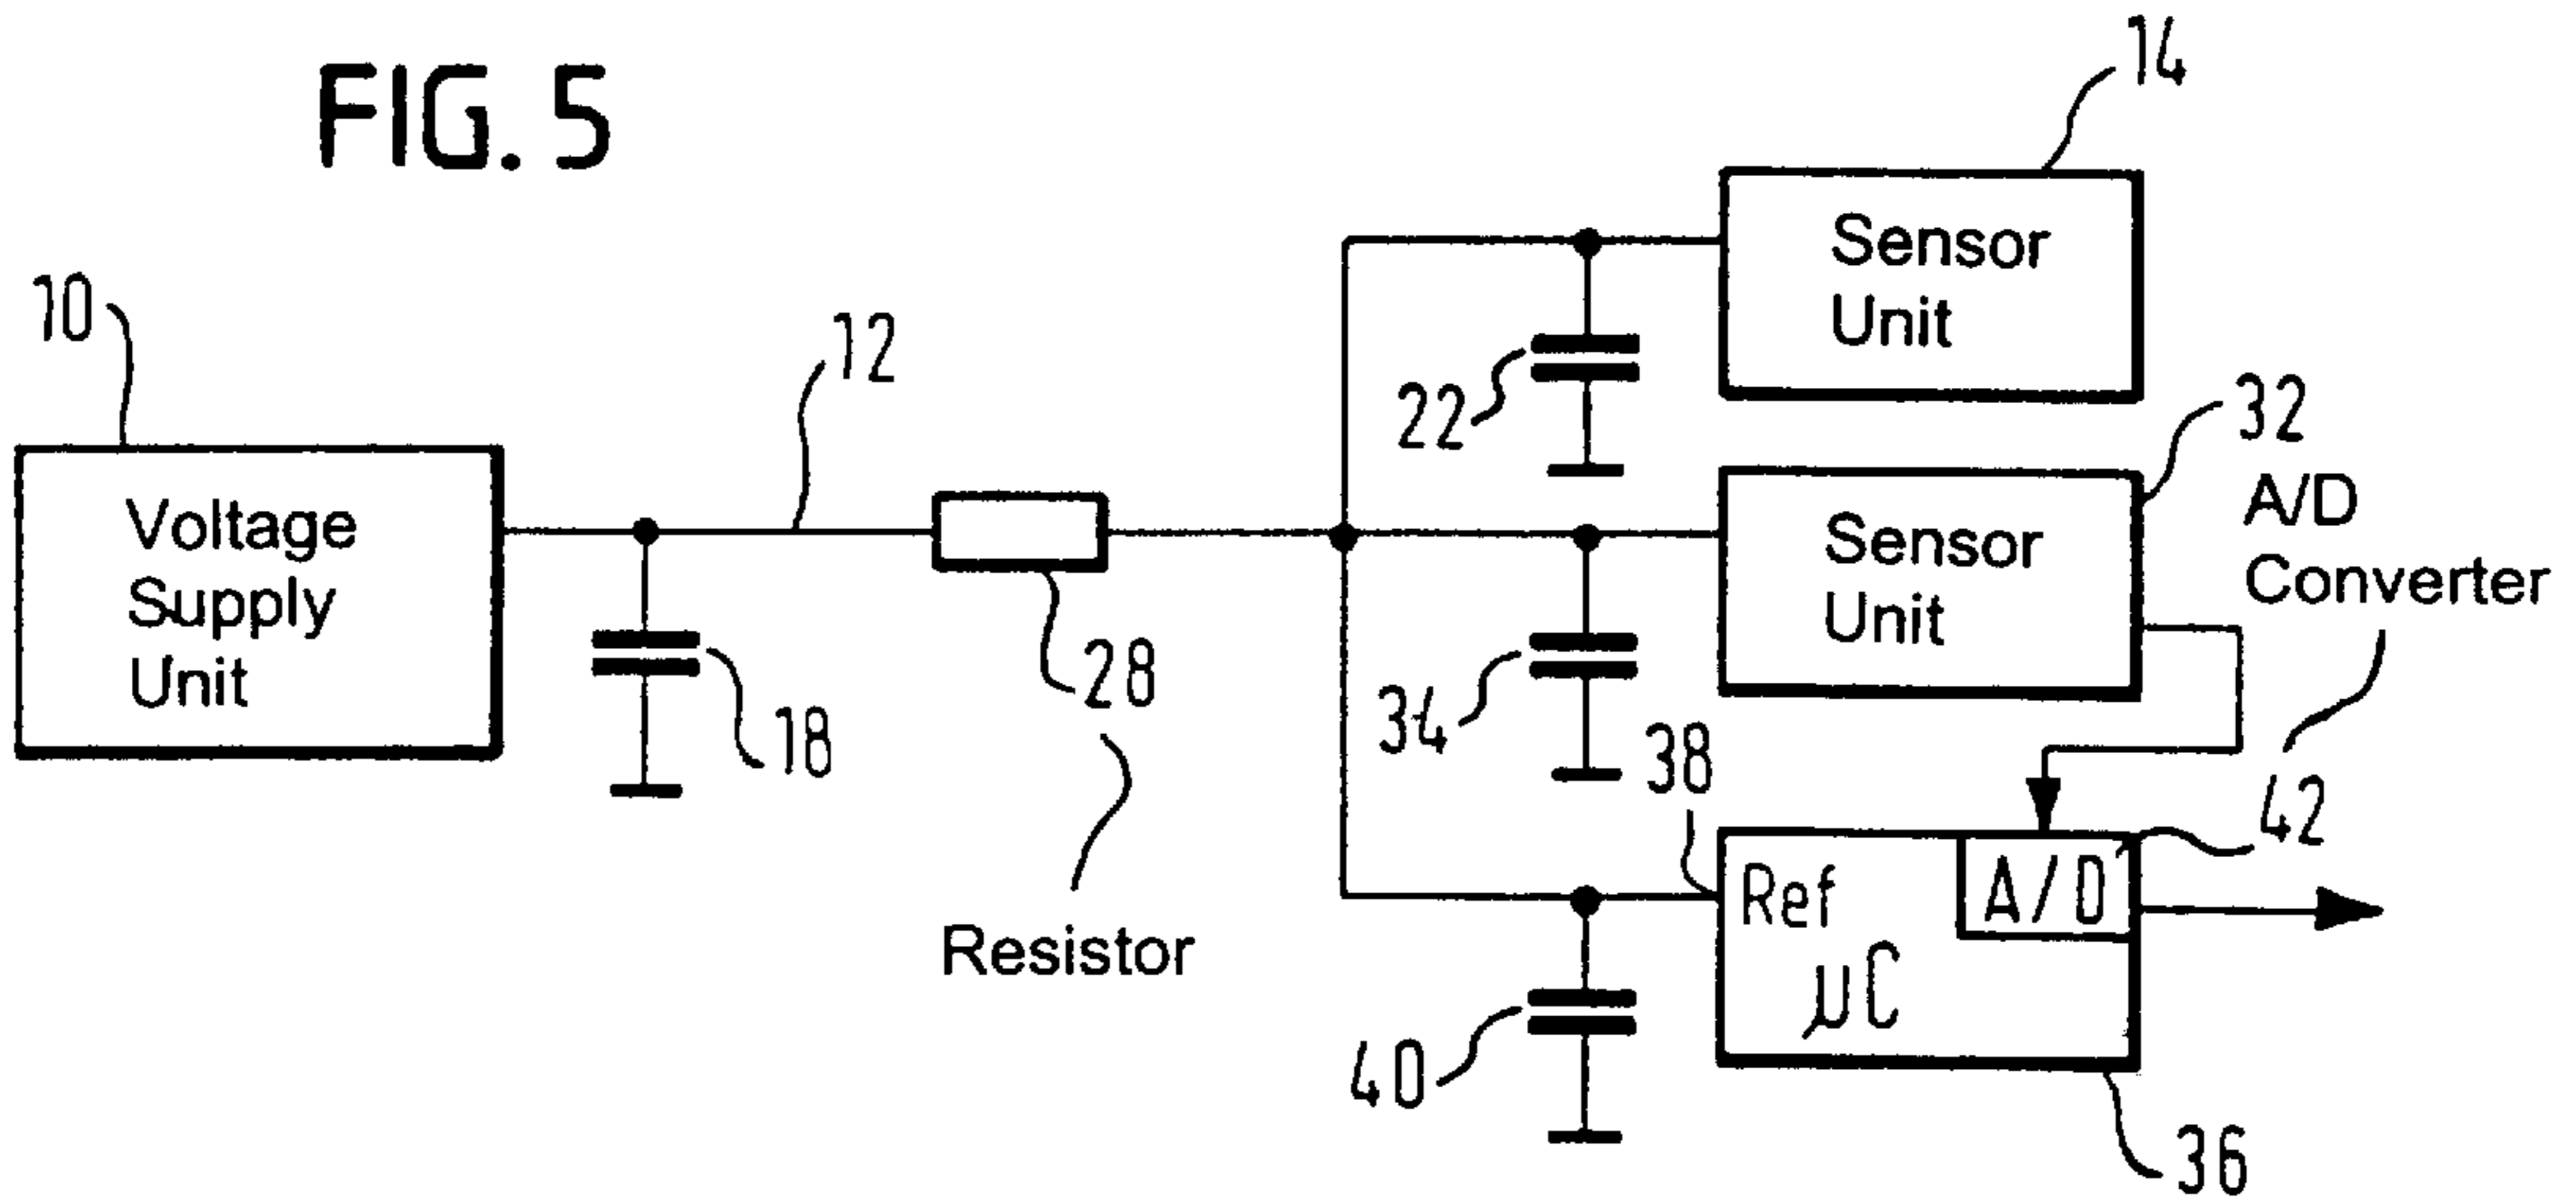 FIG. 5
14
10
12
Sensor
Unit
22
32
Voltage
Supply
Unit
A/D
Converter
Sensor
Unit
28
34
18
38
42
Ref
A/D
Resistor
µC
40
36